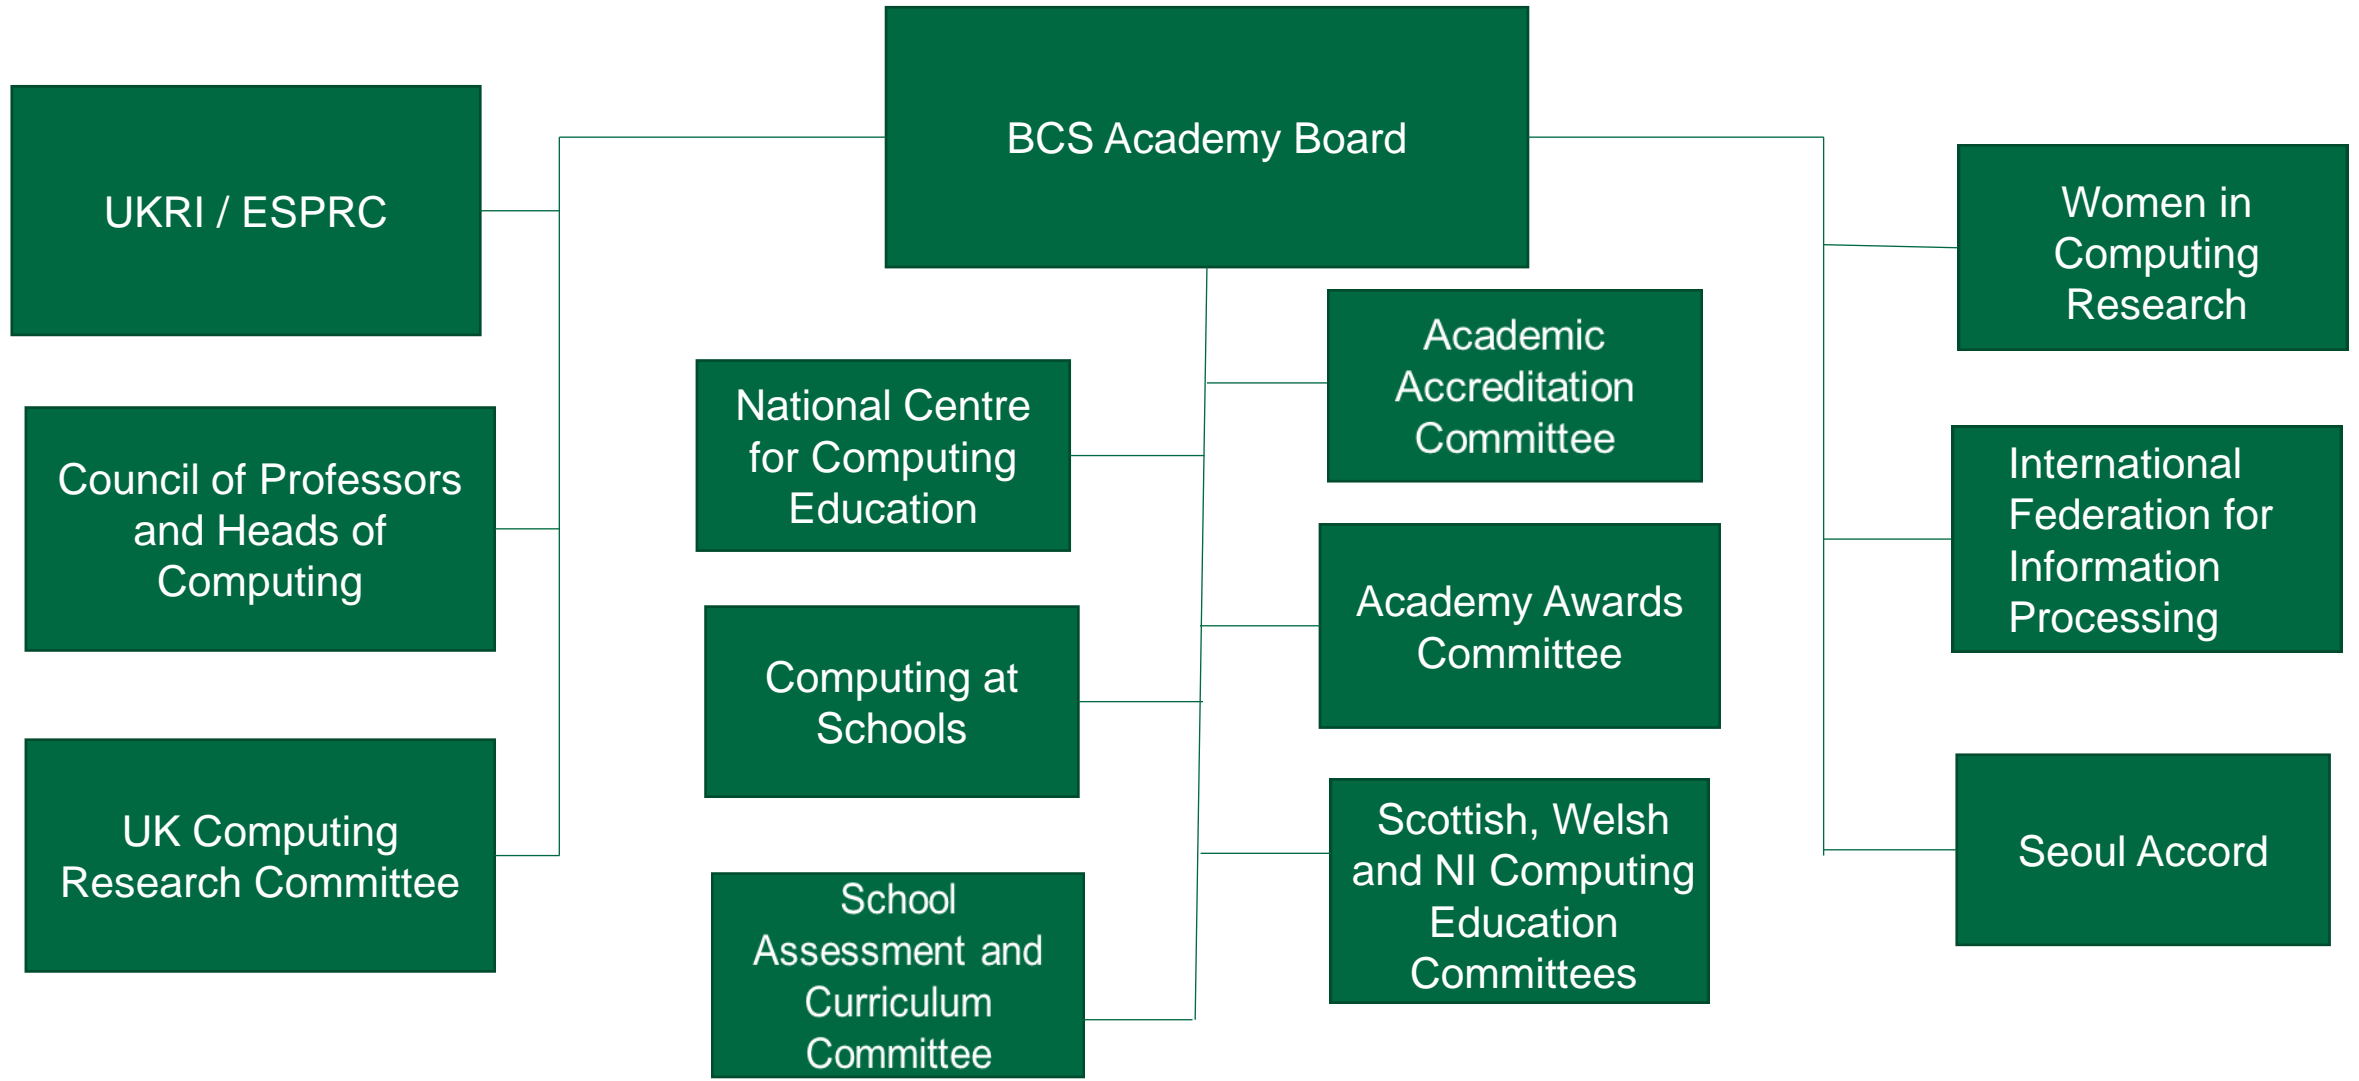 BCS Academy Board
UKRI / ESPRC
Council of Professors
and Heads of
Computing
UK Computing
Research Committee
National Centre
for Computing
Education
Computing at
Schools
School
Assessment and
Curriculum
Committee
Academic
Accreditation
Committee
Academy Awards
Committee
Scottish, Welsh
and NI Computing
Education
Committees
Women in
Computing
Research
International
Federation for
Information
Processing
Seoul Accord